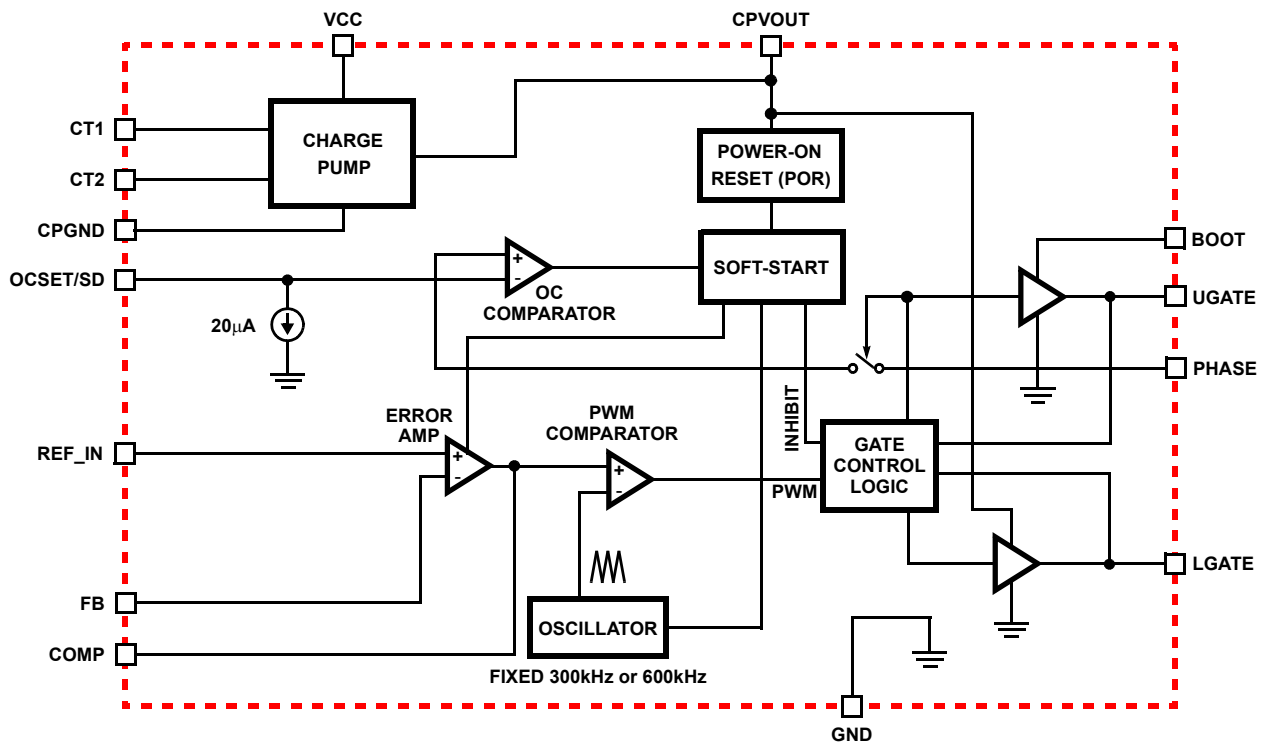 VCC
CPVOUT
CT1
CHARGE
PUMP
CT2
CPGND
POWER-ON
RESET (POR)
OCSET/SD
20μA
+
-
OC
COMPARATOR
SOFT-START
BOOT
UGATE
PHASE
REF_IN
ERROR
AMP
+
-
PWM
COMPARATOR
+
-
INHIBIT
PWM
GATE
CONTROL
LOGIC
LGATE
FB
COMP
OSCILLATOR
FIXED 300kHz or 600kHz
GND